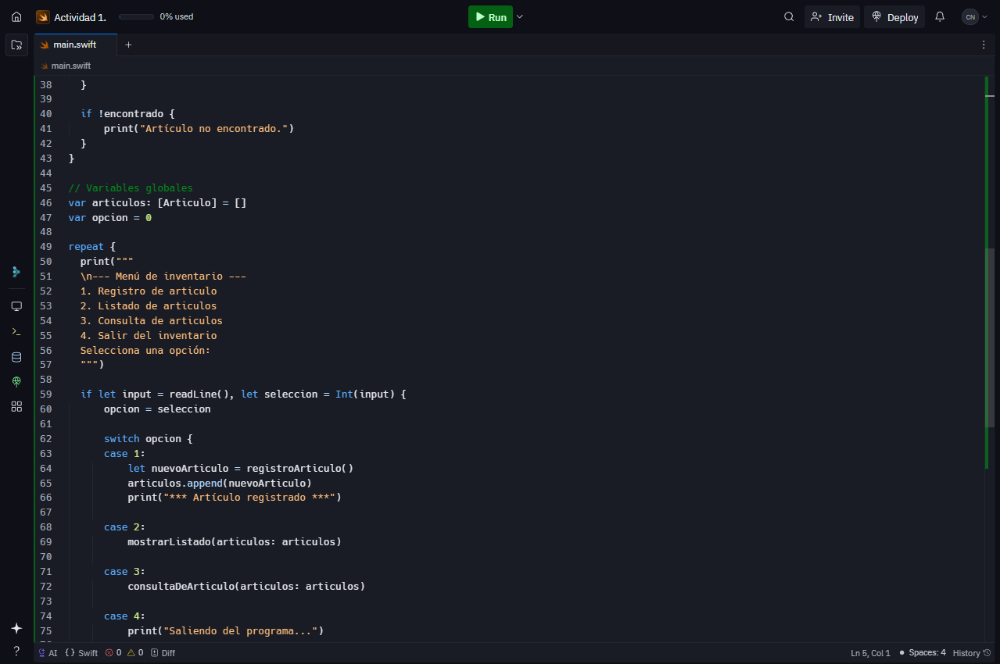 Actividad 1.
0% used
Run
Invite
Deploy
CN
main.swift
main.swift
38 }
39
40 if !encontrado {
41 print("Artículo no encontrado.")
42 }
43 }
44
45 // Variables globales
46 var articulos: [Articulo] = []
47 var opcion = 0
48
49 repeat {
50 print("""
51 \n--- Menú de inventario ---
52 1. Registro de articulo
53 2. Listado de articulos
54 3. Consulta de articulos
55 4. Salir del inventario
56 Selecciona una opción:
57 """)
58
59 if let input = readLine(), let seleccion = Int(input) {
60 opcion = seleccion
61
62 switch opcion {
63 case 1:
64 let nuevoArticulo = registroArticulo()
65 articulos.append(nuevoArticulo)
66 print("*** Artículo registrado ***")
67
68 case 2:
69 mostrarListado(articulos: articulos)
70
71 case 3:
72 consultaDeArticulo(articulos: articulos)
73
74 case 4:
75 print("Saliendo del programa...")
AI {} Swift 0 0 Diff
Ln 5, Col 1 Spaces: 4 History